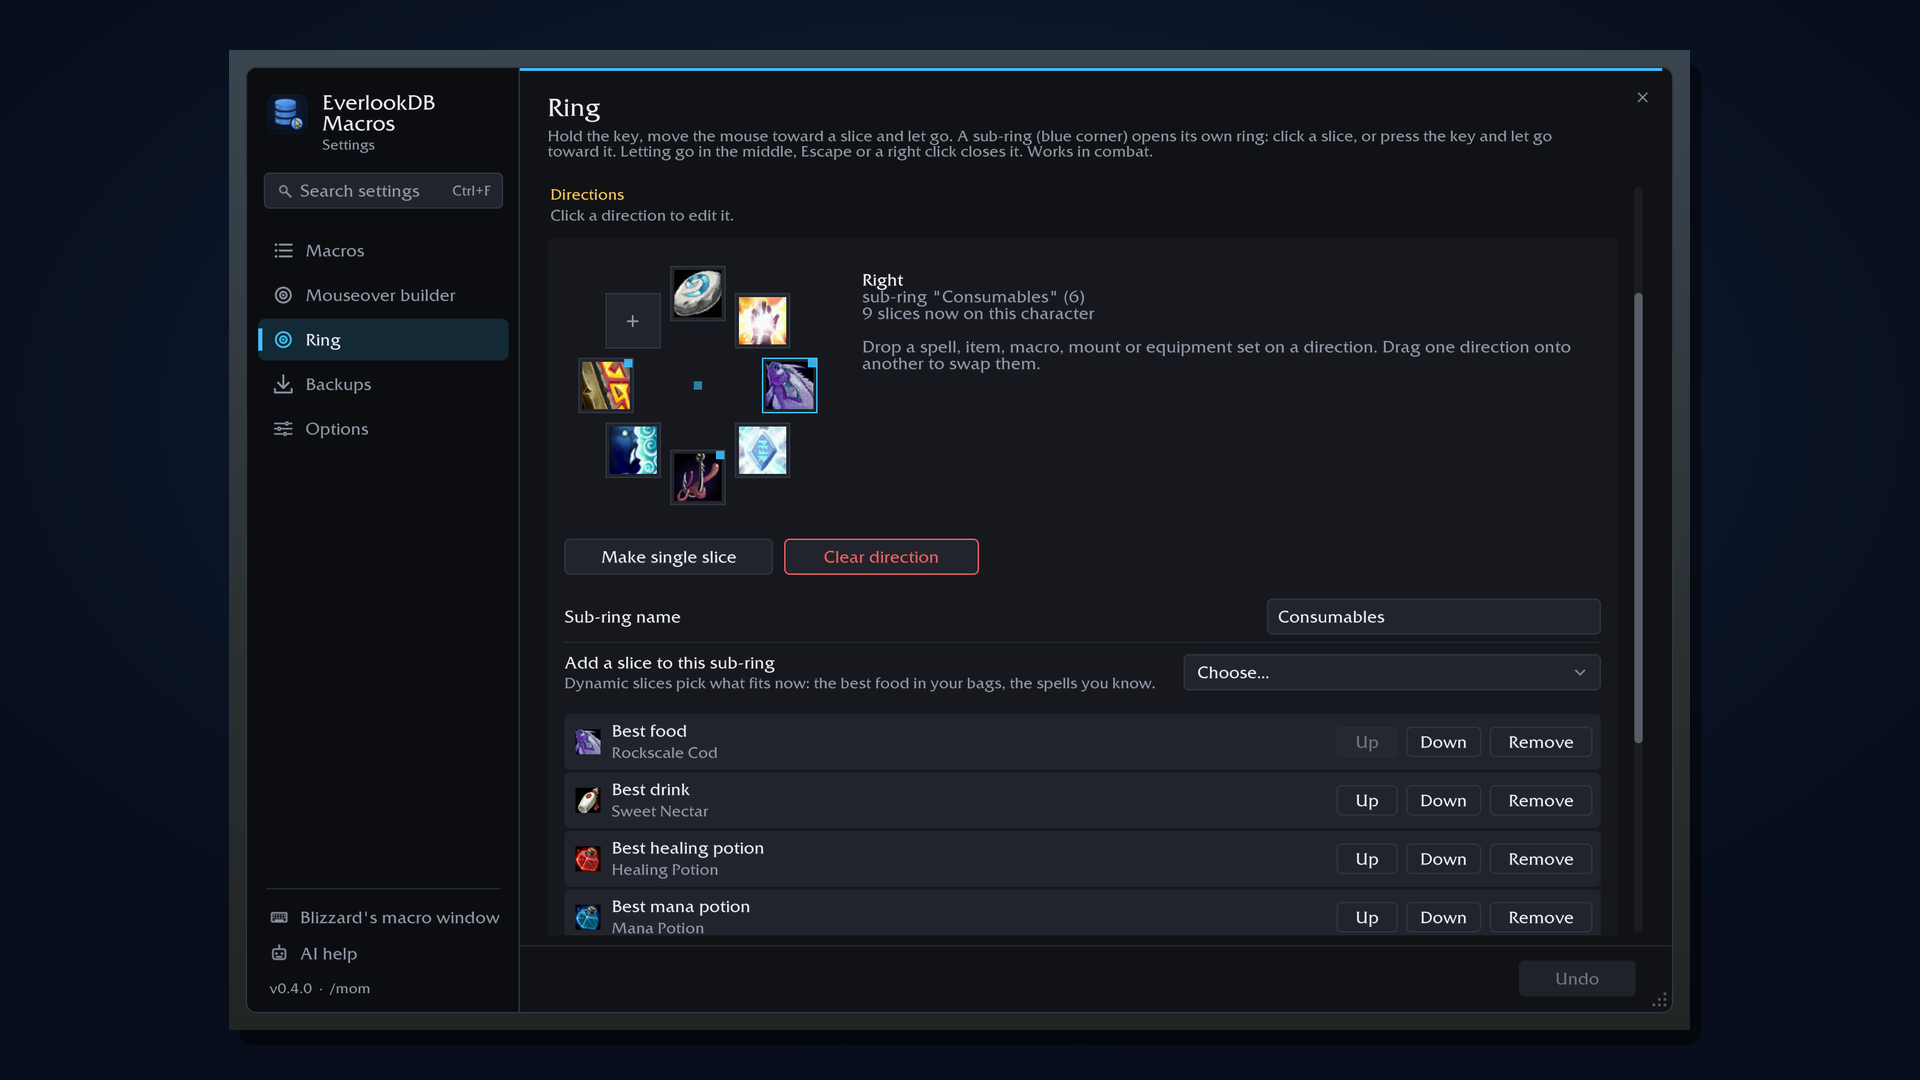 EverlookDB
Macros
Settings
Search settings Ctrl+F
Macros
Mouseover builder
Ring
Backups
Options
Blizzard's macro window
AI help
v0.4.0 · /mom
Ring
Hold the key, move the mouse toward a slice and let go. A sub-ring (blue corner) opens its own ring: click a slice, or press the key and let go
toward it. Letting go in the middle, Escape or a right click closes it. Works in combat.
Directions
Click a direction to edit it.
+
Right
sub-ring "Consumables" (6)
9 slices now on this character
Drop a spell, item, macro, mount or equipment set on a direction. Drag one direction onto
another to swap them.
Make single slice Clear direction
Sub-ring name Consumables
Add a slice to this sub-ring
Dynamic slices pick what fits now: the best food in your bags, the spells you know.
Choose...
Best food
Rockscale Cod
Up Down Remove
Best drink
Sweet Nectar
Up Down Remove
Best healing potion
Healing Potion
Up Down Remove
Best mana potion
Mana Potion
Up Down Remove
Undo